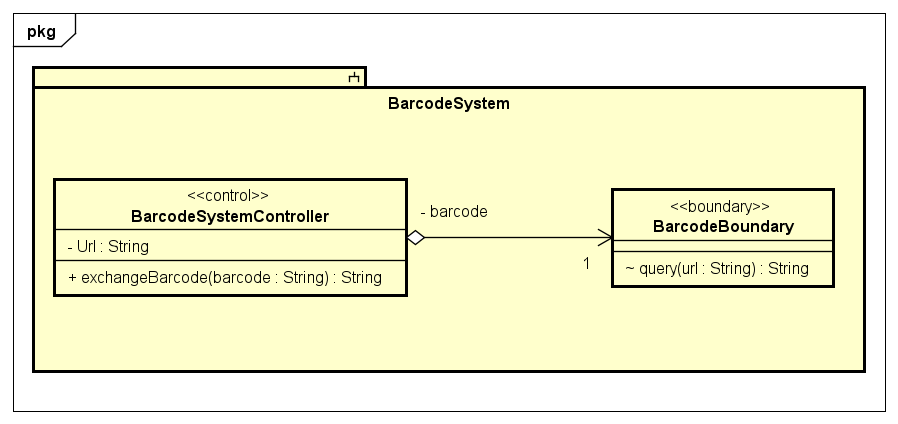 pkg
BarcodeSystem
<<control>>
BarcodeSystemController
- Url : String
+ exchangeBarcode(barcode : String) : String
- barcode
1
<<boundary>>
BarcodeBoundary
~ query(url : String) : String